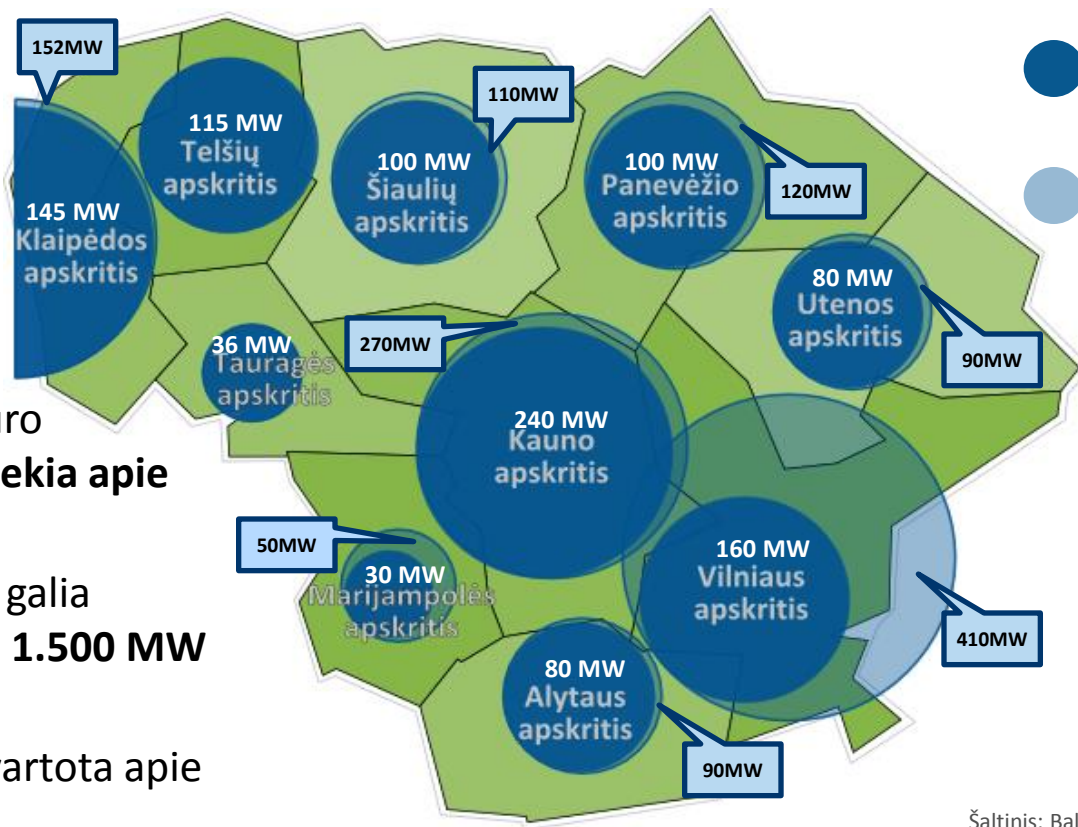 152MW
115 MW
Telšių
apskritis
110MW
100 MW
Šiaulių
apskritis
100 MW
Panevėžio
apskritis
120MW
145 MW
Klaipėdos
apskritis
80 MW
Utenos
apskritis
90MW
36 MW
Tauragės
apskritis
270MW
240 MW
Kauno
apskritis
uro
ekia apie
50MW
30 MW
Marijampolės
apskritis
160 MW
Vilniaus
apskritis
410MW
galia
1.500 MW
80 MW
Alytaus
apskritis
90MW
vartota apie
Šaltinis: Bal